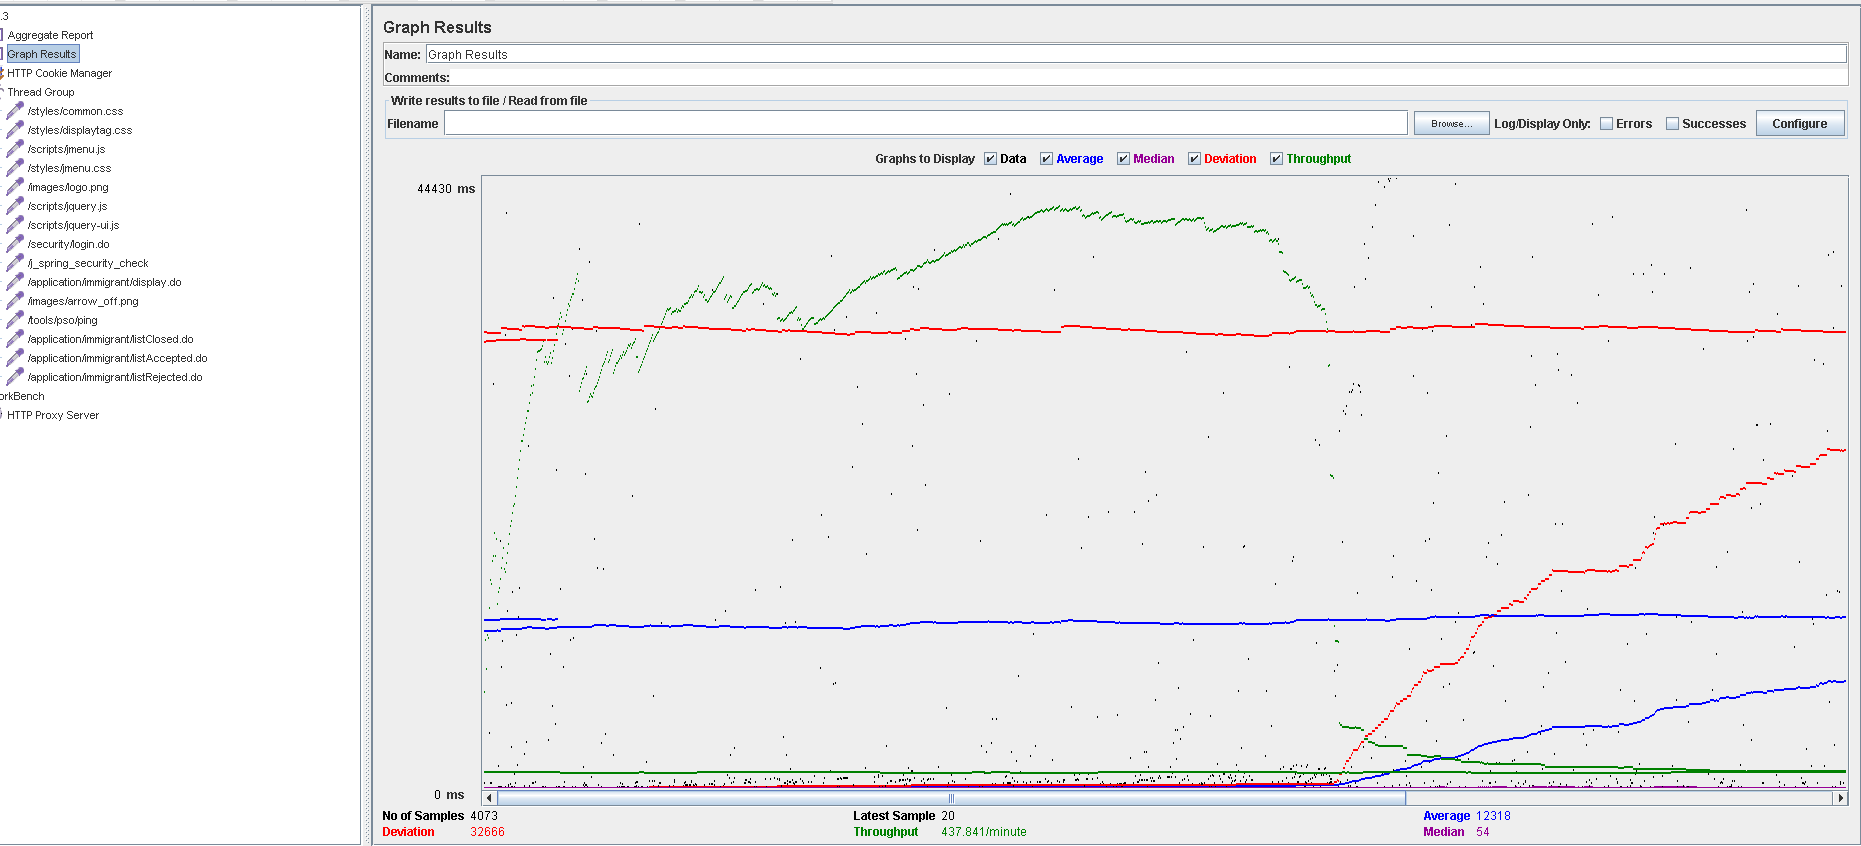 .3
Aggregate Report
Graph Results
HTTP Cookie Manager
Thread Group
/styles/common.css
/styles/displaytag.css
/scripts/jmenu.js
/styles/jmenu.css
/images/logo.png
/scripts/jquery.js
/scripts/jquery-ui.js
/security/login.do
/j_spring_security_check
/application/immigrant/display.do
/images/arrow_off.png
/tools/pso/ping
/application/immigrant/listClosed.do
/application/immigrant/listAccepted.do
/application/immigrant/listRejected.do
orkBench
HTTP Proxy Server
Graph Results
Name: Graph Results
Comments:
Write results to file / Read from file
Filename Browse... Log/Display Only: Errors Successes Configure
Graphs to Display Data Average Median Deviation Throughput
44430 ms
0 ms
No of Samples 4073 Latest Sample 20 Average 12318
Deviation 32666 Throughput 437.841/minute Median 54